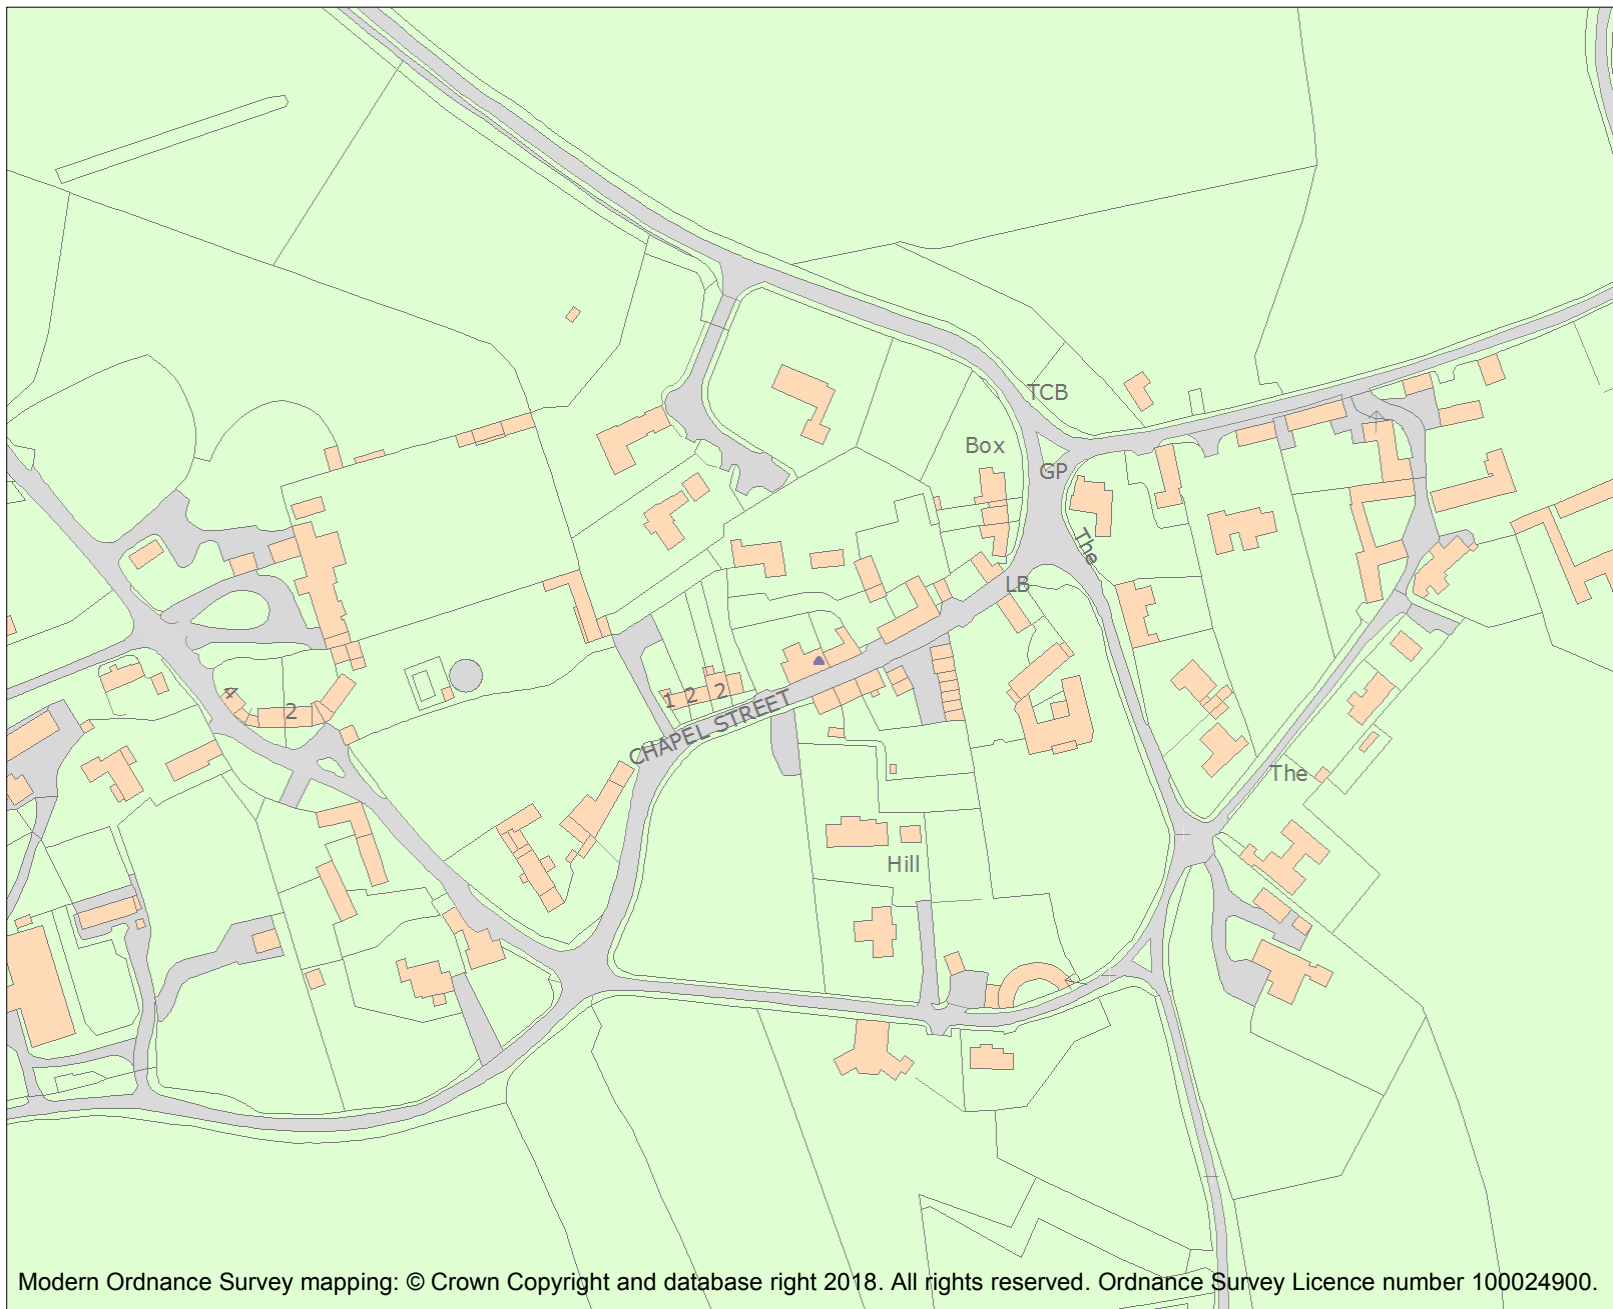 TCB
Box
GP
The
LB
4
2
1 2 2
CHAPEL STREET
The
Hill
Modern Ordnance Survey mapping: © Crown Copyright and database right 2018. All rights reserved. Ordnance Survey Licence number 100024900.